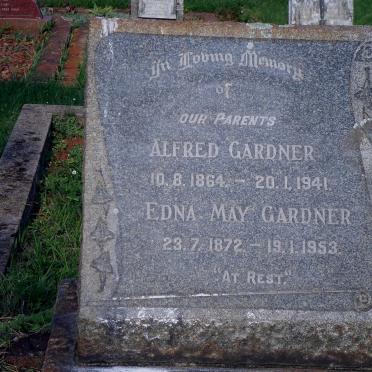 In Loving Memory
of
OUR PARENTS
ALFRED GARDNER
10. 8. 1864. – 20. 1. 1941.
EDNA MAY GARDNER
23. 7. 1872. – 19. 1. 1953.
"AT REST."